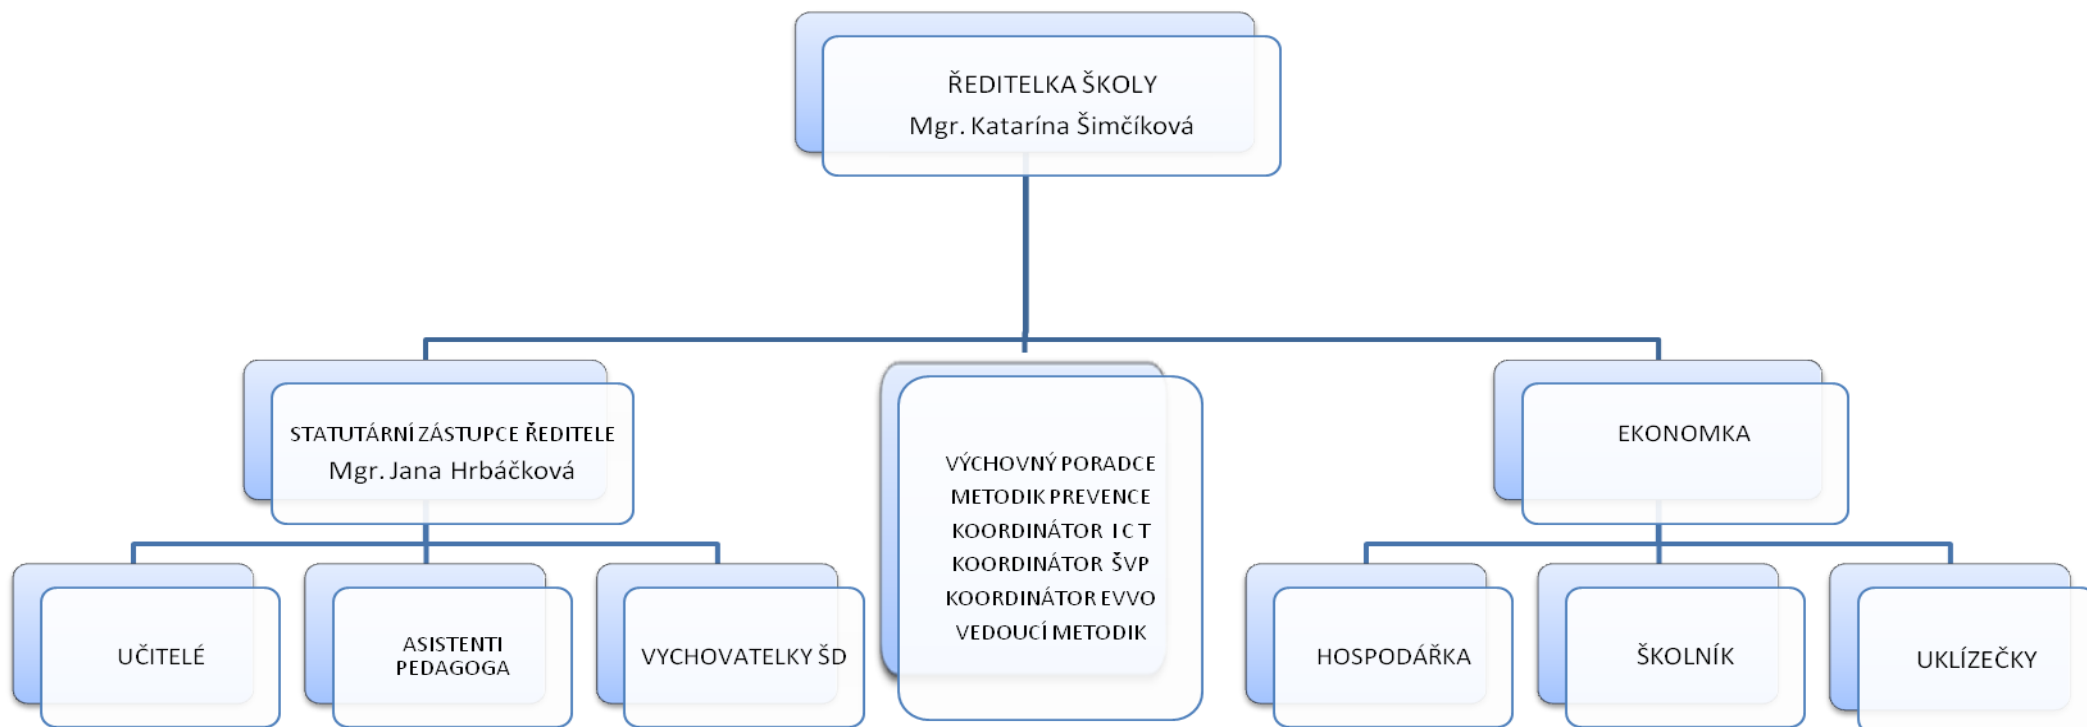 ŘEDITELKA ŠKOLY
Mgr. Katarína Šimčíková
STATUTÁRNÍ ZÁSTUPCE ŘEDITELE
Mgr. Jana Hrbáčková
VÝCHOVNÝ PORADCE
METODIK PREVENCE
KOORDINÁTOR I C T
KOORDINÁTOR ŠVP
KOORDINÁTOR EVVO
VEDOUCÍ METODIK
EKONOMKA
UČITELÉ
ASISTENTI
PEDAGOGA
VYCHOVATELKY ŠD
HOSPODÁŘKA
ŠKOLNÍK
UKLÍZEČKY